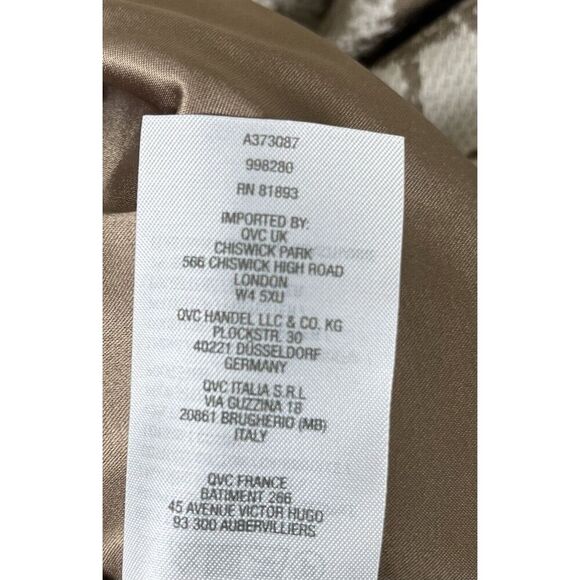 A373087
998280
RN 81893
IMPORTED BY:
QVC UK
CHISWICK PARK
566 CHISWICK HIGH ROAD
LONDON
W4 5XU
QVC HANDEL LLC & CO. KG
PLOCKSTR. 30
40221 DÜSSELDORF
GERMANY
QVC ITALIA S.R.L
VIA GUZZINA 18
20861 BRUGHERIO (MB)
ITALY
QVC FRANCE
BATIMENT 266
45 AVENUE VICTOR HUGO
93 300 AUBERVILLIERS